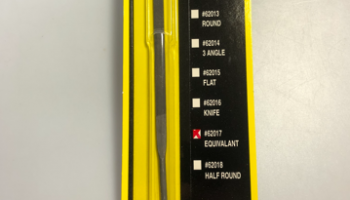 #62013
ROUND
#62014
3 ANGLE
#62015
FLAT
#62016
KNIFE
#62017
EQUIVALANT
#62018
HALF ROUND